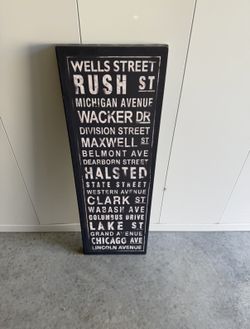 WELLS STREET
RUSH ST
MICHIGAN AVENUE
WACKER DR
DIVISION STREET
MAXWELL ST
BELMONT AVE
DEARBORN STREET
HALSTED
STATE STREET
WESTERN AVENUE
CLARK ST.
WABASH AVE
COLUMBUS DRIVE
LAKE ST
GRAND AVENUE
CHICAGO AVE
LINCOLN AVENUE